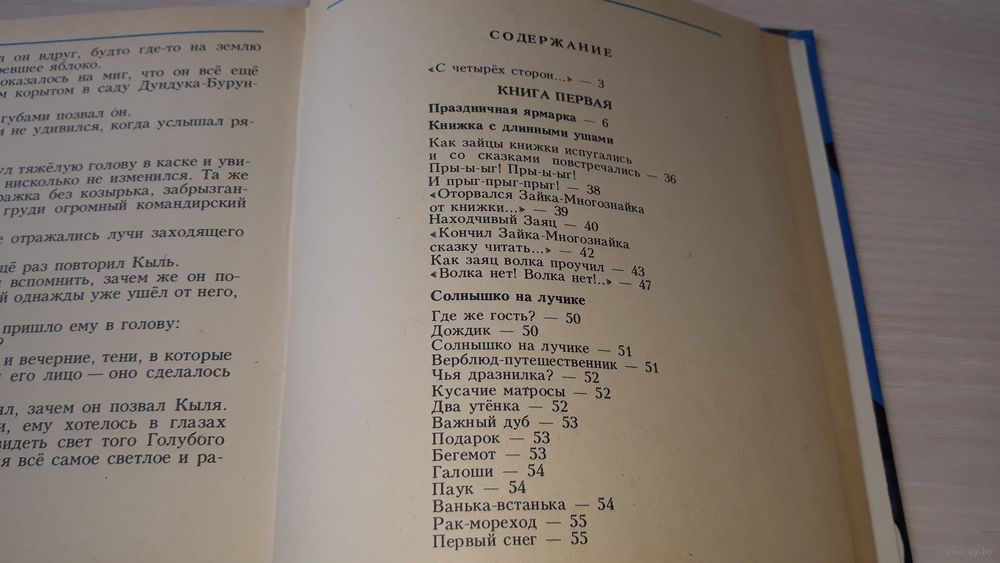 л он вдруг, будто где-то на землю
ревшее яблоко.
оказалось на миг, что он всё ещё
м корытом в саду Дундука-Бурун-
губами позвал он.
и не удивился, когда услышал ря-
ул тяжёлую голову в каске и уви-
нисколько не изменился. Та же
ражка без козырька, забрызган-
груди огромный командирский
е отражались лучи заходящего
щё раз повторил Кыль.
я вспомнить, зачем же он по-
й однажды уже ушёл от него,
пришло ему в голову:
?
и вечерние, тени, в которые
его лицо — оно сделалось
ял, зачем он позвал Кыля.
и, ему хотелось в глазах
видеть свет того Голубого
я всё самое светлое и ра-
СОДЕРЖАНИЕ
«С четырёх сторон...» — 3
КНИГА ПЕРВАЯ
Праздничная ярмарка — 6
Книжка с длинными ушами
Как зайцы книжки испугались
и со сказками повстречались — 36
Пры-ы-ыг! Пры-ы-ыг!
И прыг-прыг-прыг! — 38
«Оторвался Зайка-Многознайка
от книжки...» — 39
Находчивый Заяц — 40
«Кончил Зайка-Многознайка
сказку читать...» — 42
Как заяц волка проучил — 43
«Волка нет! Волка нет!..» — 47
Солнышко на лучике
Где же гость? — 50
Дождик — 50
Солнышко на лучике — 51
Верблюд-путешественник — 51
Чья дразнилка? — 52
Кусачие матросы — 52
Два утёнка — 52
Важный дуб — 53
Подарок — 53
Бегемот — 53
Галоши — 54
Паук — 54
Ванька-встанька — 54
Рак-мореход — 55
Первый снег — 55
www.ay.by